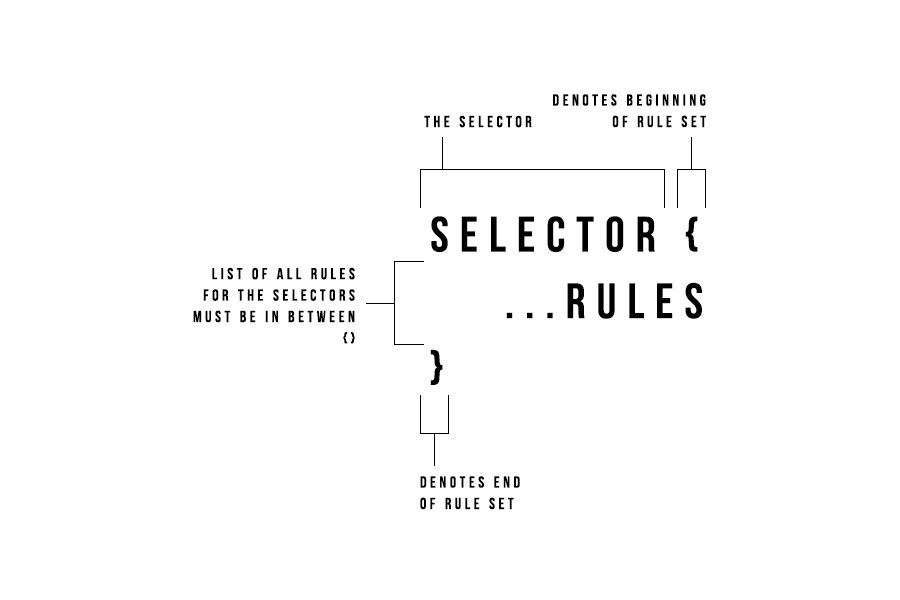 DENOTES BEGINNING
OF RULE SET
THE SELECTOR
SELECTOR {
...RULES
}
LIST OF ALL RULES
FOR THE SELECTORS
MUST BE IN BETWEEN
{}
DENOTES END
OF RULE SET